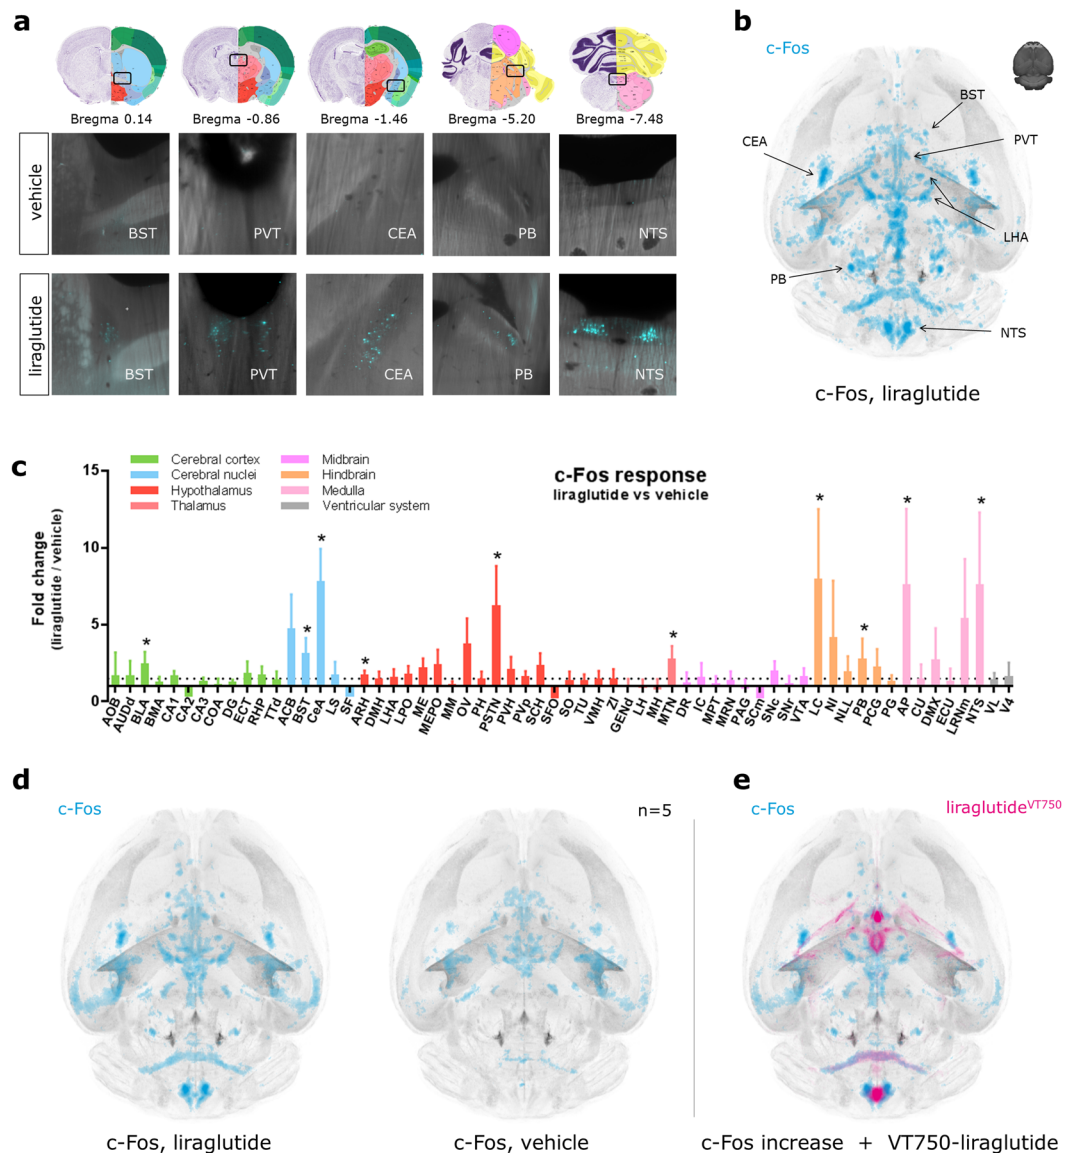 a
Bregma 0.14
Bregma -0.86
Bregma -1.46
Bregma -5.20
Bregma -7.48
vehicle
BST
PVT
CEA
PB
NTS
liraglutide
BST
PVT
CEA
PB
NTS
b
c-Fos
BST
PVT
CEA
LHA
PB
NTS
c-Fos, liraglutide
c
Cerebral cortex
Cerebral nuclei
Hypothalamus
Thalamus
Midbrain
Hindbrain
Medulla
Ventricular system
c-Fos response
liraglutide vs vehicle
Fold change
(liraglutide / vehicle)
15
10
5
1
0
* * * * * * * * * * *
AOB AUDd BLA BMA CA1 CA2 CA3 COA DG ECT RHP TTd ACB BST CeA LS SF ARH DMH LHA LPO ME MEPO MM OV PH PSTN PVH PVp SCH SFO SO TU VMH ZI GENd LH MH MTN DR IC MPT MRN PAG SCm SNc SNr VTA LC NI NLL PB PCG PG AP CU DMX ECU LRNm NTS VL V4
d
c-Fos
n=5
c-Fos, liraglutide
c-Fos, vehicle
e
c-Fos
liraglutideVT750
c-Fos increase + VT750-liraglutide